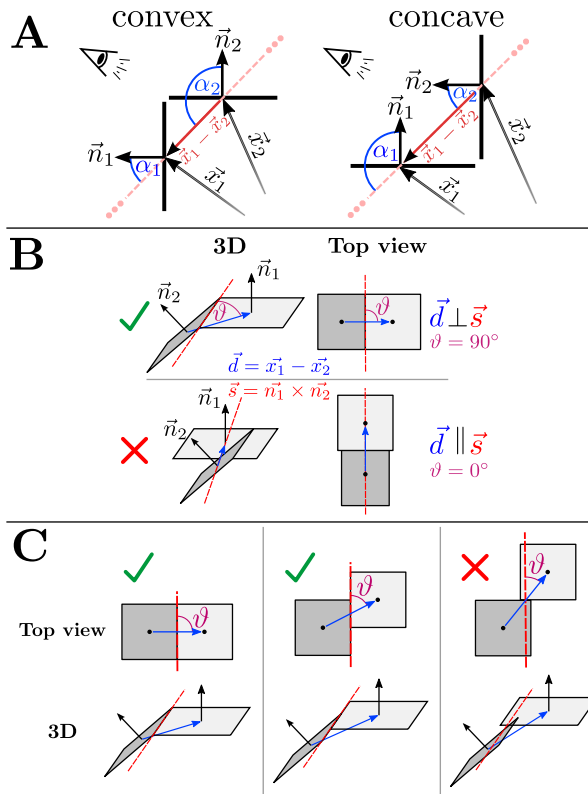 A
convex
concave
n⃗₂
α₂
x⃗₁ − x⃗₂
n⃗₁
α₁
x⃗₂
x⃗₁
n⃗₂
α₂
n⃗₁
x⃗₁ − x⃗₂
α₁
x⃗₂
x⃗₁
B
3D
Top view
n⃗₂
n⃗₁
ϑ
ϑ
d⃗ ⊥ s⃗
ϑ = 90°
d⃗ = x⃗₁ − x⃗₂
s⃗ = n⃗₁ × n⃗₂
n⃗₁
n⃗₂
d⃗ ∥ s⃗
ϑ = 0°
C
Top view
ϑ
ϑ
ϑ
3D